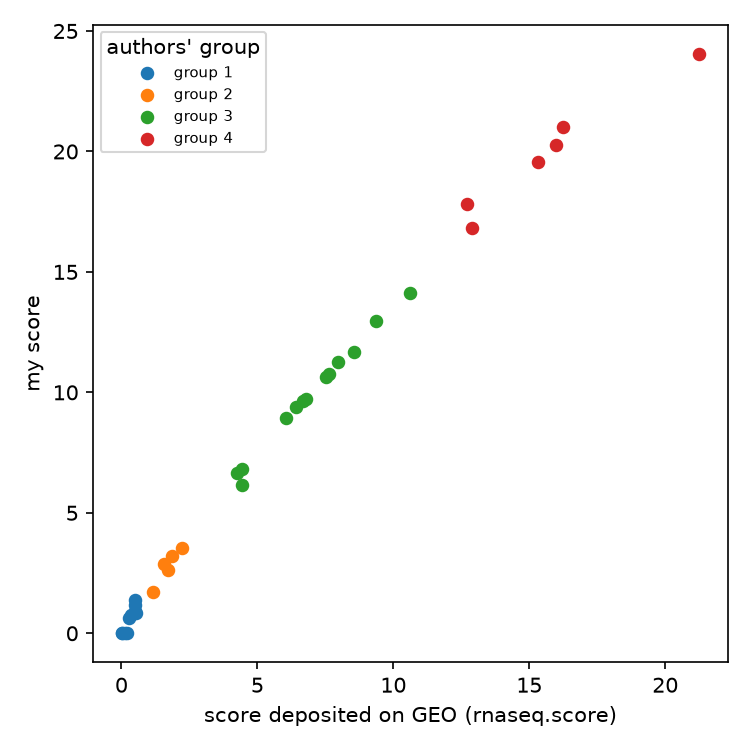 authors' group
group 1
group 2
group 3
group 4
25
20
15
10
5
0
my score
0 5 10 15 20
score deposited on GEO (rnaseq.score)